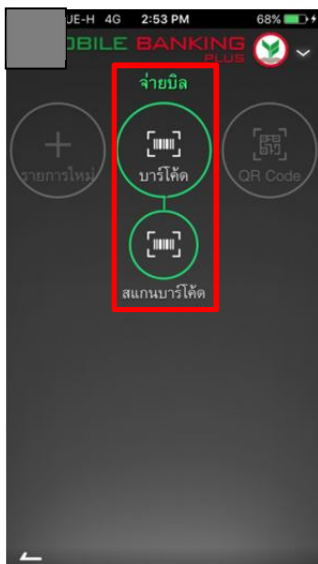 UE-H 4G 2:53 PM 68%
OBILE BANKING
PLUS
จ่ายบิล
รายการใหม่ บาร์โค้ด QR Code
สแกนบาร์โค้ด